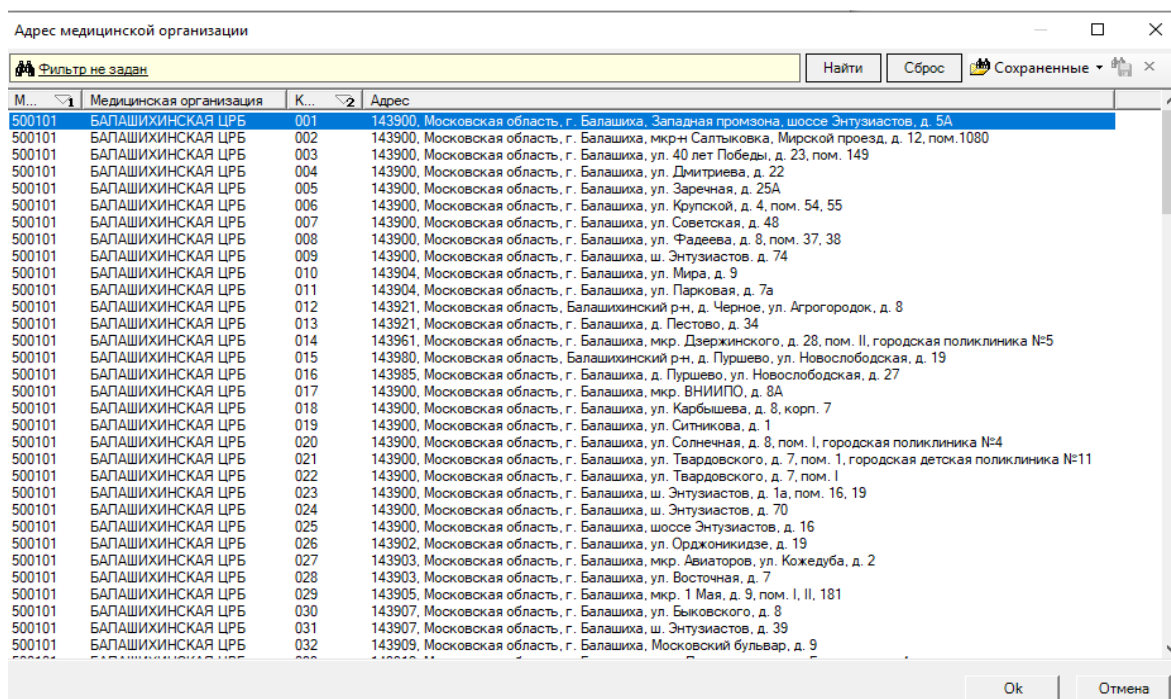 Адрес медицинской организации
Фильтр не задан Найти Сброс Сохраненные
М... 1 Медицинская организация К... 2 Адрес
500101 БАЛАШИХИНСКАЯ ЦРБ 001 143900, Московская область, г. Балашиха, Западная промзона, шоссе Энтузиастов, д. 5А
500101 БАЛАШИХИНСКАЯ ЦРБ 002 143900, Московская область, г. Балашиха, мкр-н Салтыковка, Мирской проезд, д. 12, пом.1080
500101 БАЛАШИХИНСКАЯ ЦРБ 003 143900, Московская область, г. Балашиха, ул. 40 лет Победы, д. 23, пом. 149
500101 БАЛАШИХИНСКАЯ ЦРБ 004 143900, Московская область, г. Балашиха, ул. Дмитриева, д. 22
500101 БАЛАШИХИНСКАЯ ЦРБ 005 143900, Московская область, г. Балашиха, ул. Заречная, д. 25А
500101 БАЛАШИХИНСКАЯ ЦРБ 006 143900, Московская область, г. Балашиха, ул. Крупской, д. 4, пом. 54, 55
500101 БАЛАШИХИНСКАЯ ЦРБ 007 143900, Московская область, г. Балашиха, ул. Советская, д. 48
500101 БАЛАШИХИНСКАЯ ЦРБ 008 143900, Московская область, г. Балашиха, ул. Фадеева, д. 8, пом. 37, 38
500101 БАЛАШИХИНСКАЯ ЦРБ 009 143900, Московская область, г. Балашиха, ш. Энтузиастов. д. 74
500101 БАЛАШИХИНСКАЯ ЦРБ 010 143904, Московская область, г. Балашиха, ул. Мира, д. 9
500101 БАЛАШИХИНСКАЯ ЦРБ 011 143904, Московская область, г. Балашиха, ул. Парковая, д. 7а
500101 БАЛАШИХИНСКАЯ ЦРБ 012 143921, Московская область, Балашихинский р-н, д. Черное, ул. Агрогородок, д. 8
500101 БАЛАШИХИНСКАЯ ЦРБ 013 143921, Московская область, г. Балашиха, д. Пестово, д. 34
500101 БАЛАШИХИНСКАЯ ЦРБ 014 143961, Московская область, г. Балашиха, мкр. Дзержинского, д. 28, пом. II, городская поликлиника №5
500101 БАЛАШИХИНСКАЯ ЦРБ 015 143980, Московская область, Балашихинский р-н, д. Пуршево, ул. Новослободская, д. 19
500101 БАЛАШИХИНСКАЯ ЦРБ 016 143985, Московская область, г. Балашиха, д. Пуршево, ул. Новослободская, д. 27
500101 БАЛАШИХИНСКАЯ ЦРБ 017 143900, Московская область, г. Балашиха, мкр. ВНИИПО, д. 8А
500101 БАЛАШИХИНСКАЯ ЦРБ 018 143900, Московская область, г. Балашиха, ул. Карбышева, д. 8, корп. 7
500101 БАЛАШИХИНСКАЯ ЦРБ 019 143900, Московская область, г. Балашиха, ул. Ситникова, д. 1
500101 БАЛАШИХИНСКАЯ ЦРБ 020 143900, Московская область, г. Балашиха, ул. Солнечная, д. 8, пом. I, городская поликлиника №4
500101 БАЛАШИХИНСКАЯ ЦРБ 021 143900, Московская область, г. Балашиха, ул. Твардовского, д. 7, пом. 1, городская детская поликлиника №11
500101 БАЛАШИХИНСКАЯ ЦРБ 022 143900, Московская область, г. Балашиха, ул. Твардовского, д. 7, пом. I
500101 БАЛАШИХИНСКАЯ ЦРБ 023 143900, Московская область, г. Балашиха, ш. Энтузиастов, д. 1а, пом. 16, 19
500101 БАЛАШИХИНСКАЯ ЦРБ 024 143900, Московская область, г. Балашиха, ш. Энтузиастов, д. 70
500101 БАЛАШИХИНСКАЯ ЦРБ 025 143900, Московская область, г. Балашиха, шоссе Энтузиастов, д. 16
500101 БАЛАШИХИНСКАЯ ЦРБ 026 143902, Московская область, г. Балашиха, ул. Орджоникидзе, д. 19
500101 БАЛАШИХИНСКАЯ ЦРБ 027 143903, Московская область, г. Балашиха, мкр. Авиаторов, ул. Кожедуба, д. 2
500101 БАЛАШИХИНСКАЯ ЦРБ 028 143903, Московская область, г. Балашиха, ул. Восточная, д. 7
500101 БАЛАШИХИНСКАЯ ЦРБ 029 143905, Московская область, г. Балашиха, мкр. 1 Мая, д. 9, пом. I, II, 181
500101 БАЛАШИХИНСКАЯ ЦРБ 030 143907, Московская область, г. Балашиха, ул. Быковского, д. 8
500101 БАЛАШИХИНСКАЯ ЦРБ 031 143907, Московская область, г. Балашиха, ш. Энтузиастов, д. 39
500101 БАЛАШИХИНСКАЯ ЦРБ 032 143909, Московская область, г. Балашиха, Московский бульвар, д. 9
Ok Отмена